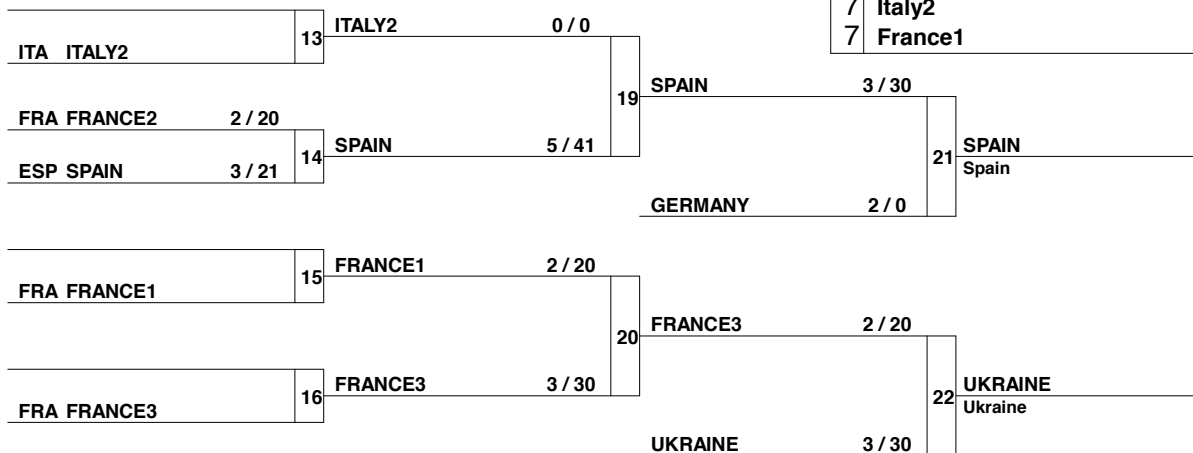 7 Italy2
7 France1
ITALY2 0 / 0
13
ITA ITALY2
SPAIN 3 / 30
19
FRA FRANCE2 2 / 20
SPAIN 5 / 41
14
ESP SPAIN 3 / 21
SPAIN
21
Spain
GERMANY 2 / 0
FRANCE1 2 / 20
15
FRA FRANCE1
FRANCE3 2 / 20
20
FRANCE3 3 / 30
16
FRA FRANCE3
UKRAINE
22
Ukraine
UKRAINE 3 / 30